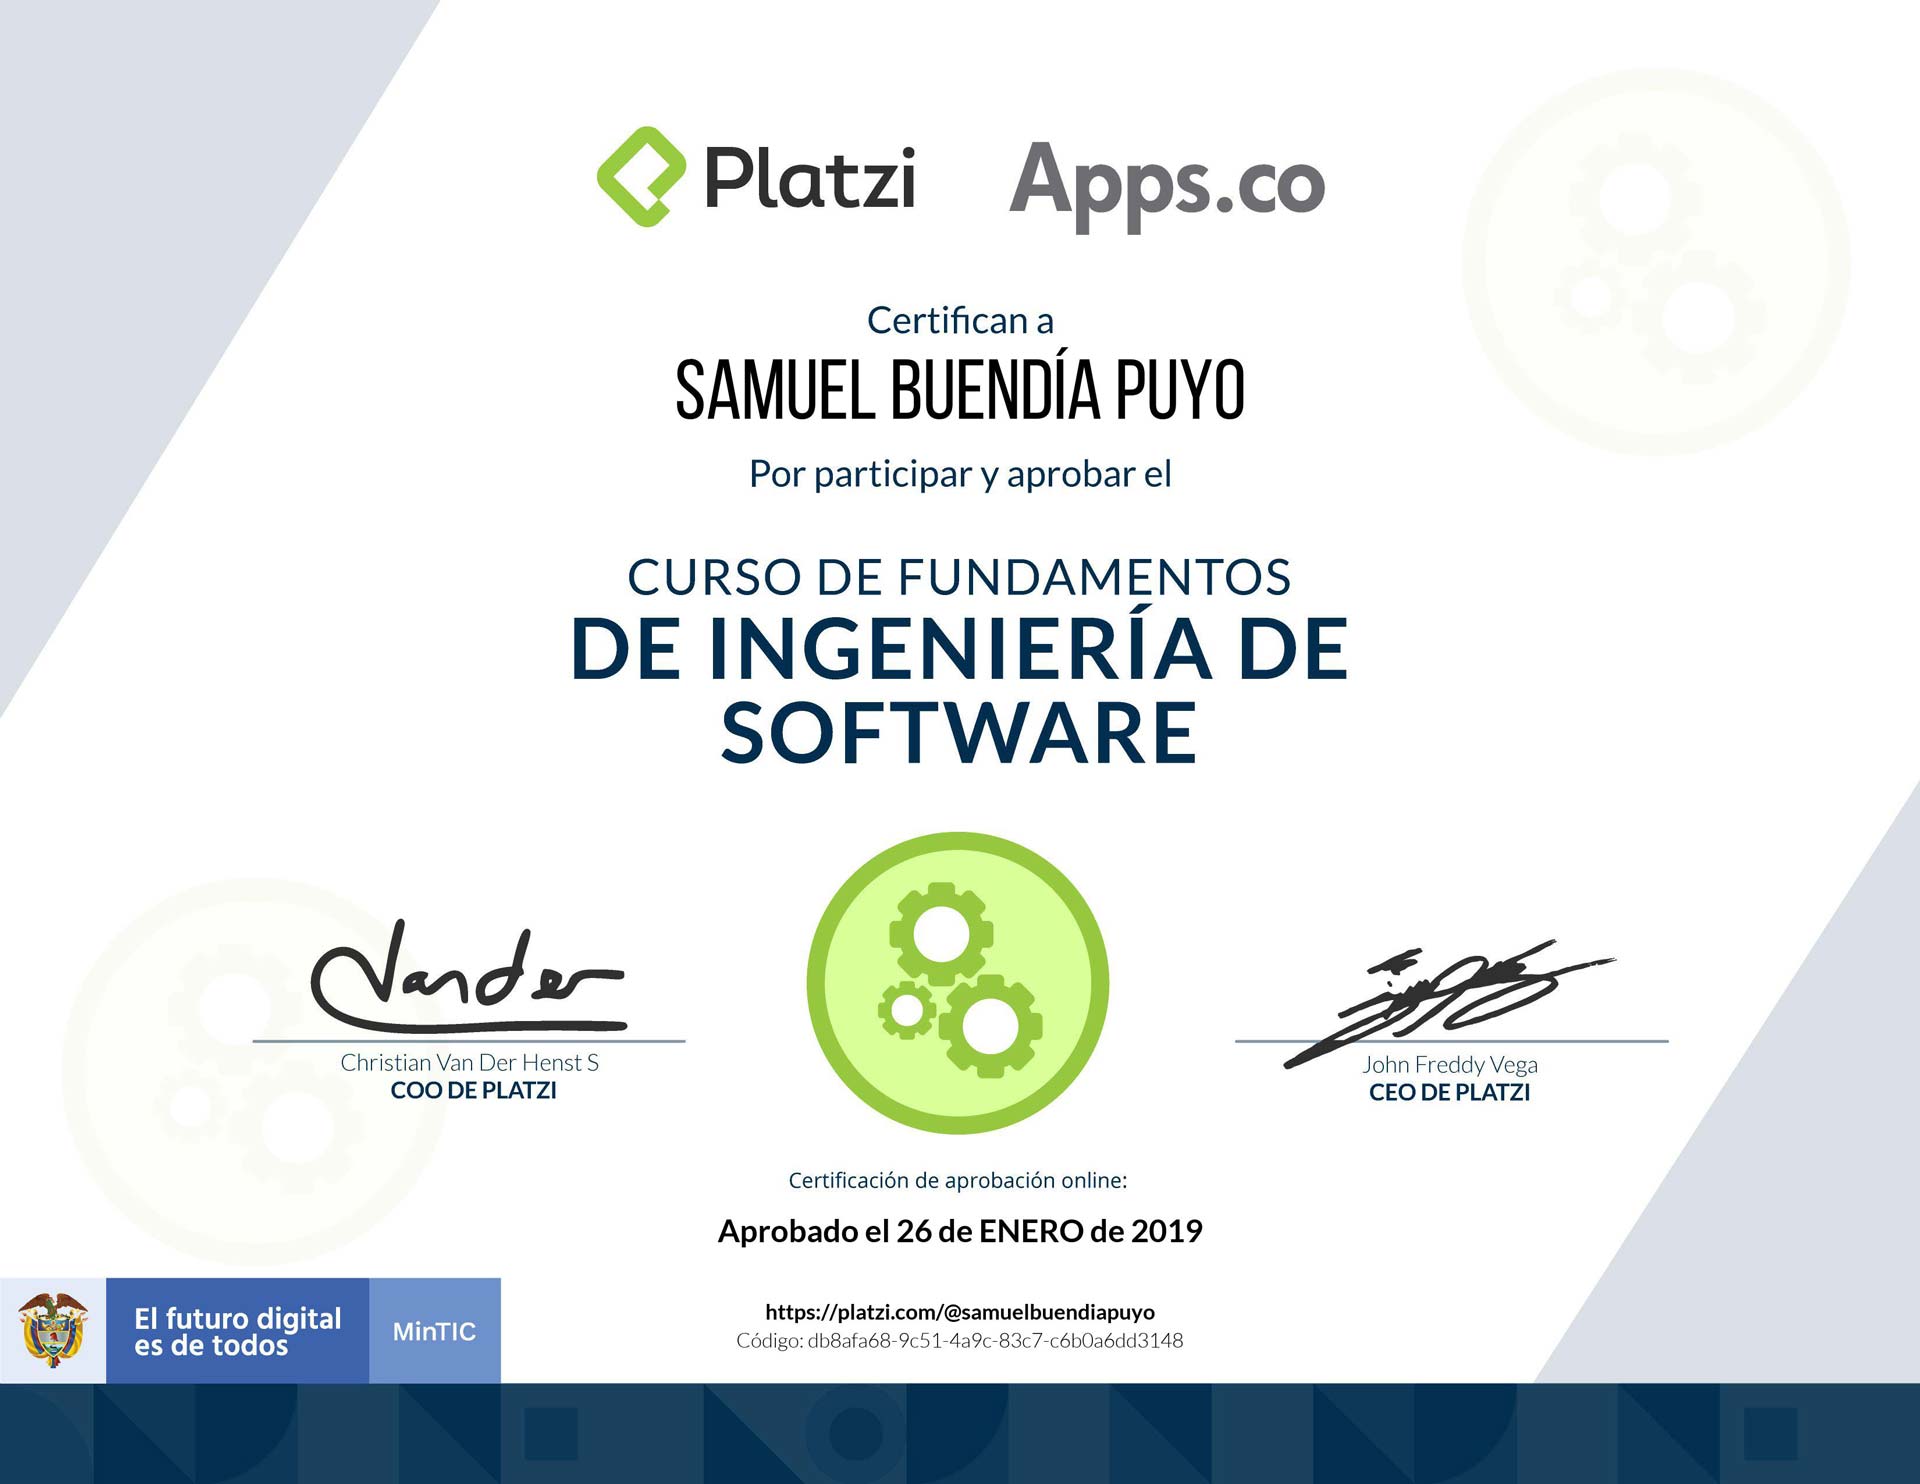 Platzi Apps.co
Certifican a
SAMUEL BUENDÍA PUYO
Por participar y aprobar el
CURSO DE FUNDAMENTOS
DE INGENIERÍA DE
SOFTWARE
Vander
Christian Van Der Henst S
COO DE PLATZI
John Freddy Vega
CEO DE PLATZI
Certificación de aprobación online:
Aprobado el 26 de ENERO de 2019
https://platzi.com/@samuelbuendiapuyo
Código: db8afa68-9c51-4a9c-83c7-c6b0a6dd3148
El futuro digital
es de todos
MinTIC